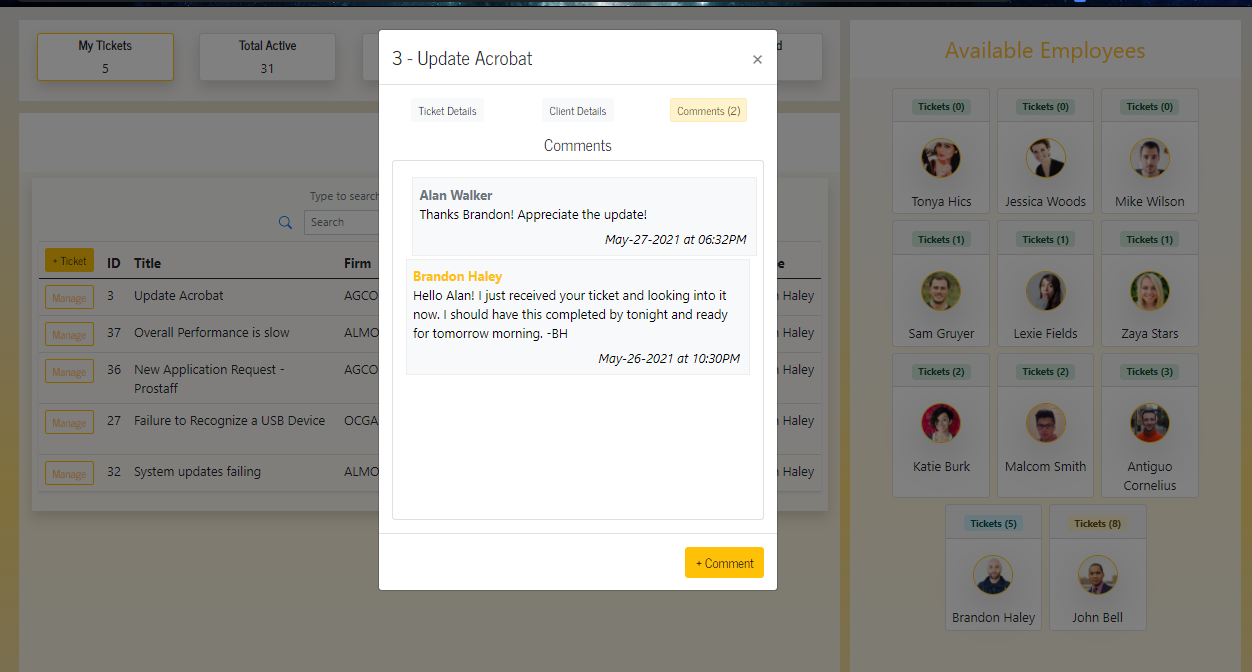 My Tickets
5
Total Active
31
d
3 - Update Acrobat
×
Ticket Details
Client Details
Comments (2)
Comments
Alan Walker
Thanks Brandon! Appreciate the update!
May-27-2021 at 06:32PM
Brandon Haley
Hello Alan! I just received your ticket and looking into it
now. I should have this completed by tonight and ready
for tomorrow morning. -BH
May-26-2021 at 10:30PM
+ Comment
Type to search
Search
+ Ticket ID Title Firm e
Manage 3 Update Acrobat AGCO Haley
Manage 37 Overall Performance is slow ALMO Haley
Manage 36 New Application Request - AGCO Haley
Prostaff
Manage 27 Failure to Recognize a USB Device OCGA Haley
Manage 32 System updates failing ALMO Haley
Available Employees
Tickets (0) Tickets (0) Tickets (0)
Tonya Hics Jessica Woods Mike Wilson
Tickets (1) Tickets (1) Tickets (1)
Sam Gruyer Lexie Fields Zaya Stars
Tickets (2) Tickets (2) Tickets (3)
Katie Burk Malcom Smith Antiguo
Cornelius
Tickets (5) Tickets (8)
Brandon Haley John Bell